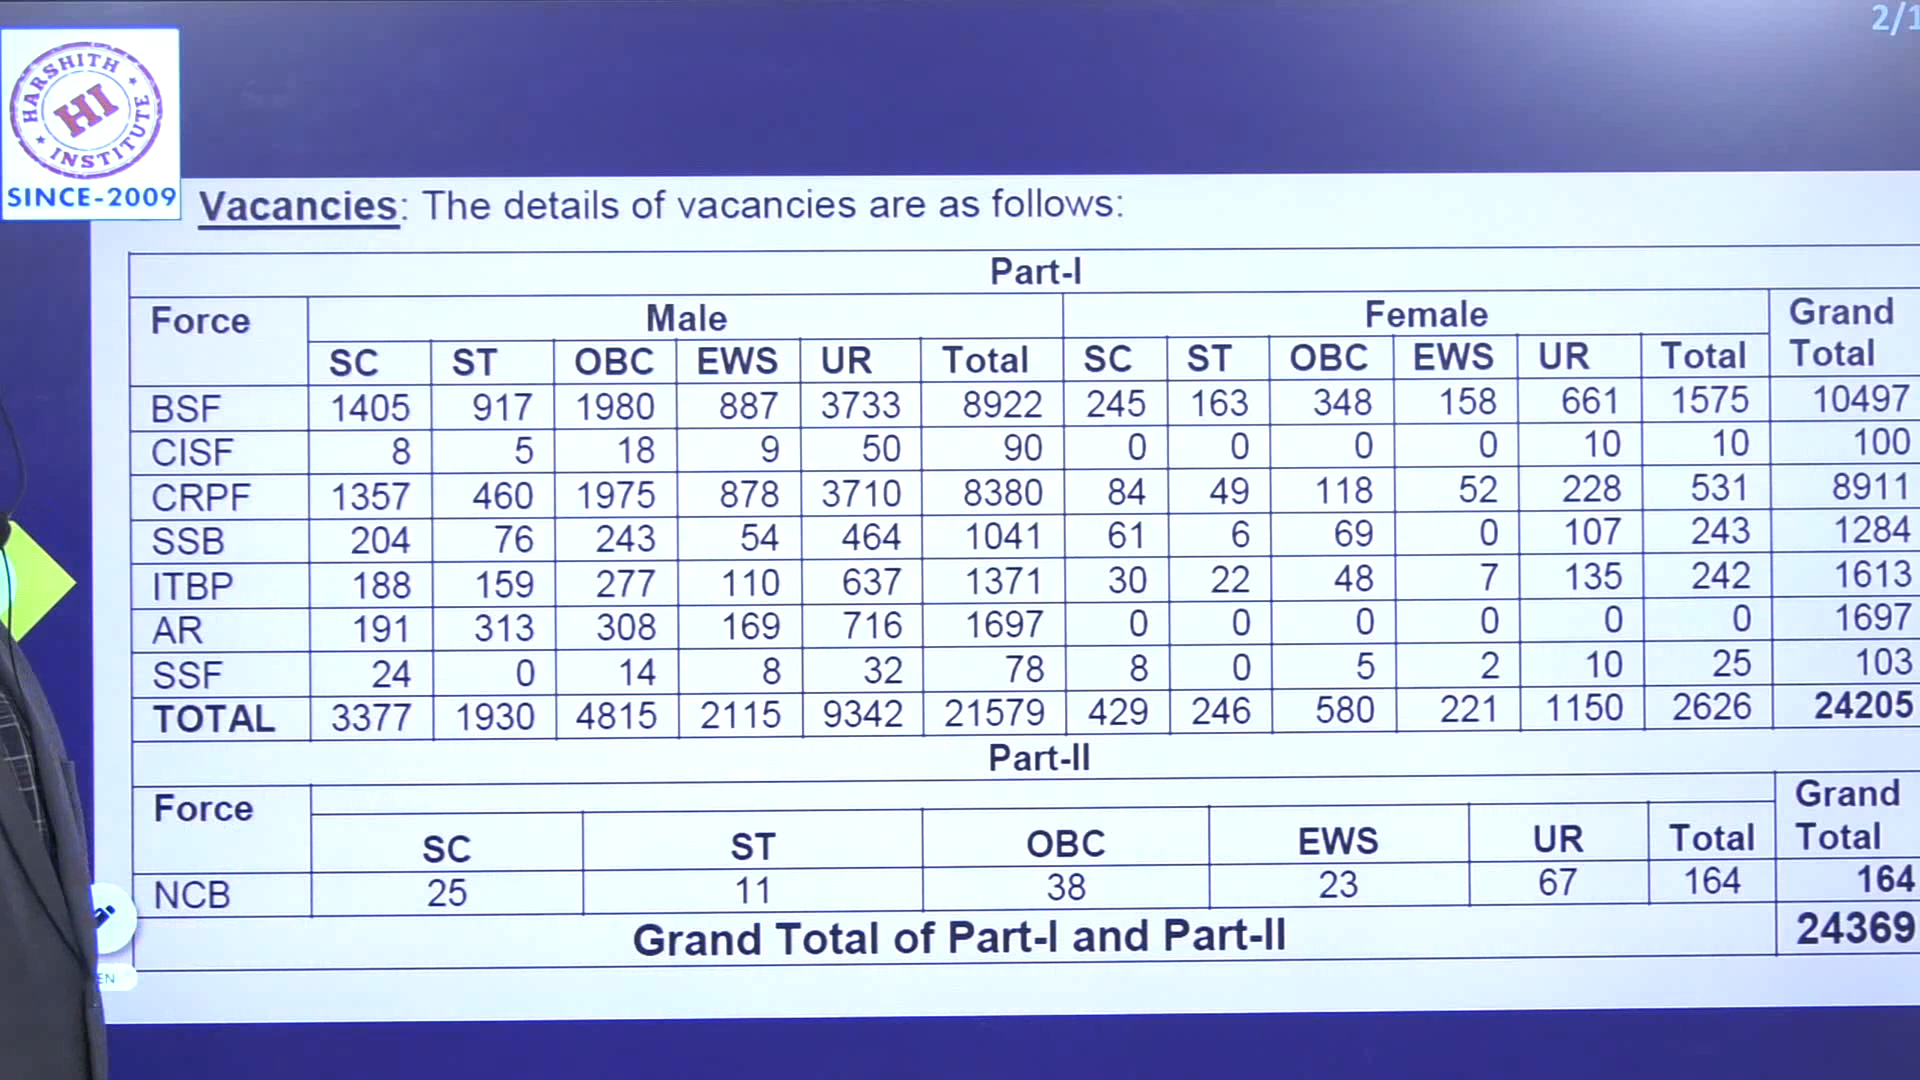 2/1
HARSHITH
HI
INSTITUTE
SINCE-2009
Vacancies: The details of vacancies are as follows:
Part-I
Force Male Female Grand Total
SC ST OBC EWS UR Total SC ST OBC EWS UR Total
BSF 1405 917 1980 887 3733 8922 245 163 348 158 661 1575 10497
CISF 8 5 18 9 50 90 0 0 0 0 10 10 100
CRPF 1357 460 1975 878 3710 8380 84 49 118 52 228 531 8911
SSB 204 76 243 54 464 1041 61 6 69 0 107 243 1284
ITBP 188 159 277 110 637 1371 30 22 48 7 135 242 1613
AR 191 313 308 169 716 1697 0 0 0 0 0 0 1697
SSF 24 0 14 8 32 78 8 0 5 2 10 25 103
TOTAL 3377 1930 4815 2115 9342 21579 429 246 580 221 1150 2626 24205
Part-II
Force Grand Total
SC ST OBC EWS UR Total
NCB 25 11 38 23 67 164 164
Grand Total of Part-I and Part-II 24369
EN